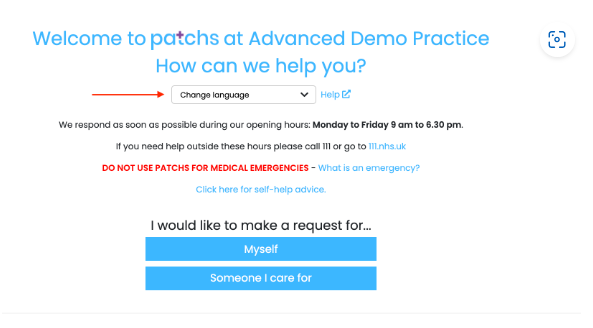 Welcome to patchs at Advanced Demo Practice
How can we help you?
Change language Help
We respond as soon as possible during our opening hours: Monday to Friday 9 am to 6.30 pm.
If you need help outside these hours please call 111 or go to 111.nhs.uk
DO NOT USE PATCHS FOR MEDICAL EMERGENCIES - What is an emergency?
Click here for self-help advice.
I would like to make a request for...
Myself
Someone I care for